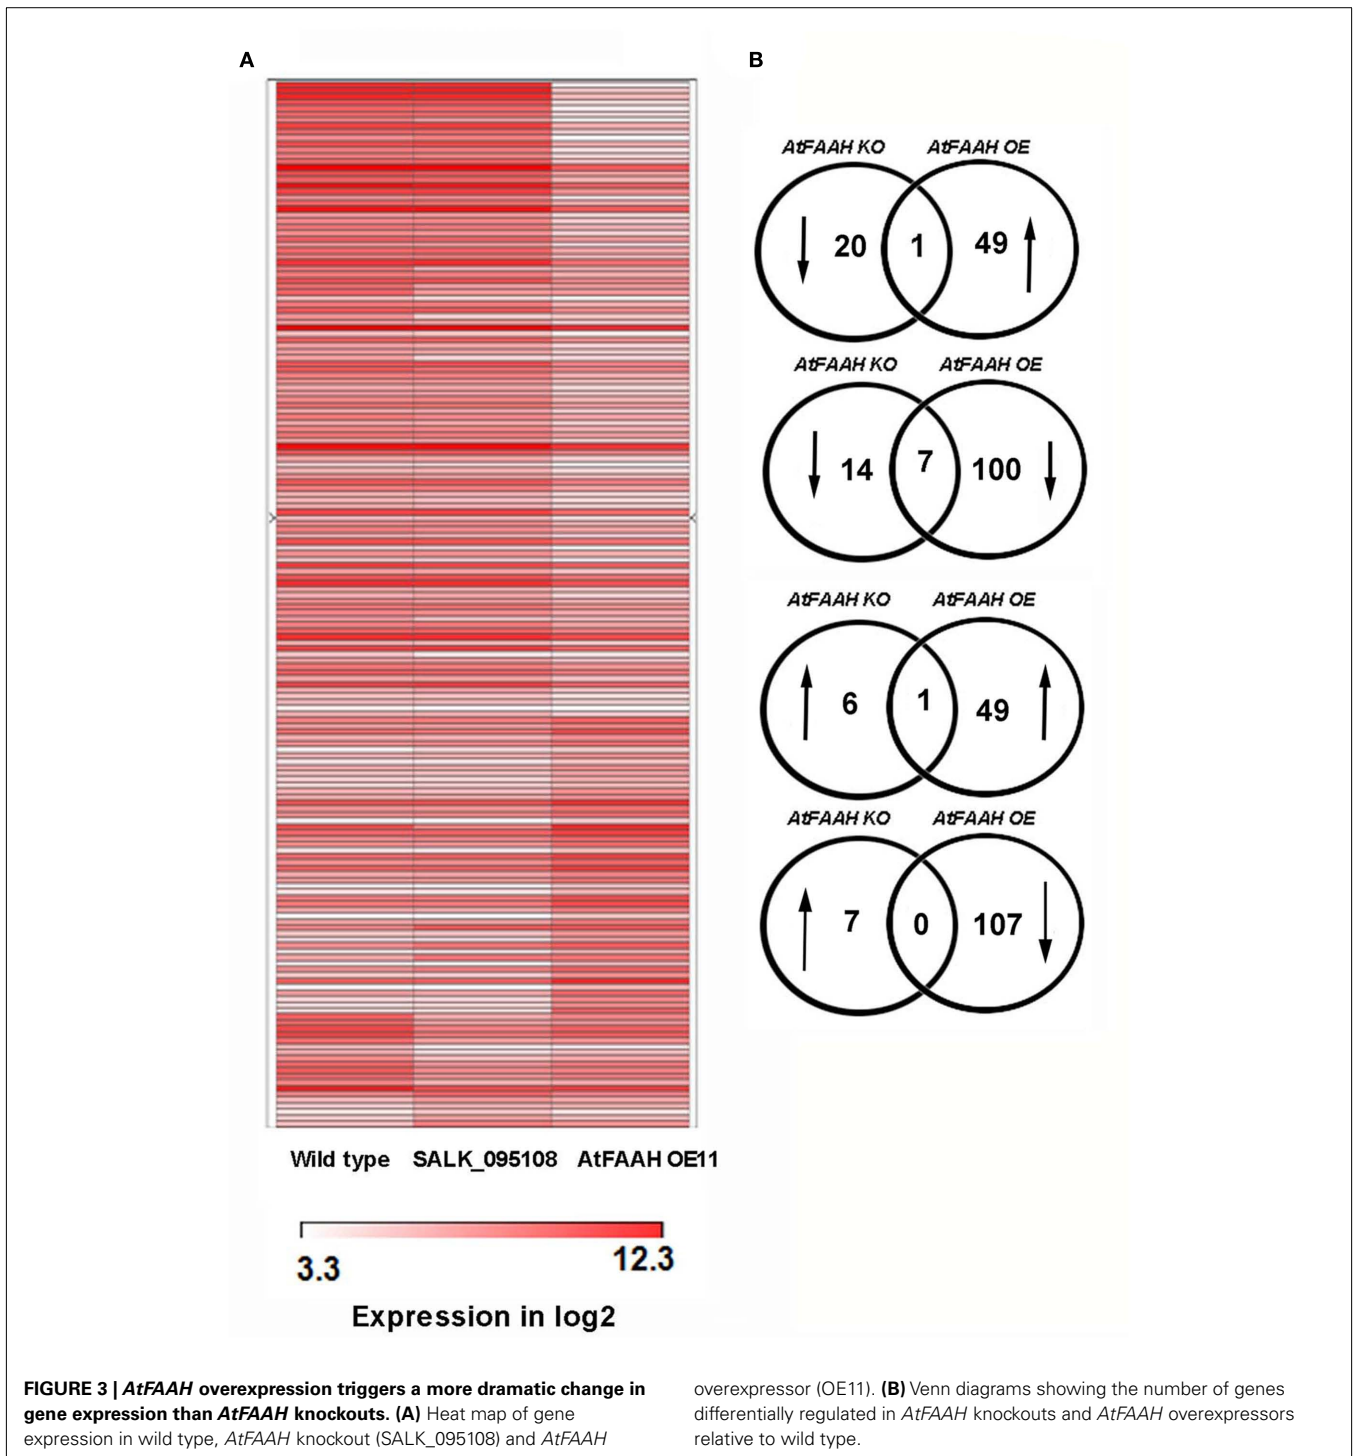 A
B
AtFAAH KO AtFAAH OE
20 1 49
AtFAAH KO AtFAAH OE
14 7 100
AtFAAH KO AtFAAH OE
6 1 49
AtFAAH KO AtFAAH OE
7 0 107
Wild type SALK_095108 AtFAAH OE11
3.3 12.3
Expression in log2
FIGURE 3 | AtFAAH overexpression triggers a more dramatic change in
gene expression than AtFAAH knockouts. (A) Heat map of gene
expression in wild type, AtFAAH knockout (SALK_095108) and AtFAAH
overexpressor (OE11). (B) Venn diagrams showing the number of genes
differentially regulated in AtFAAH knockouts and AtFAAH overexpressors
relative to wild type.